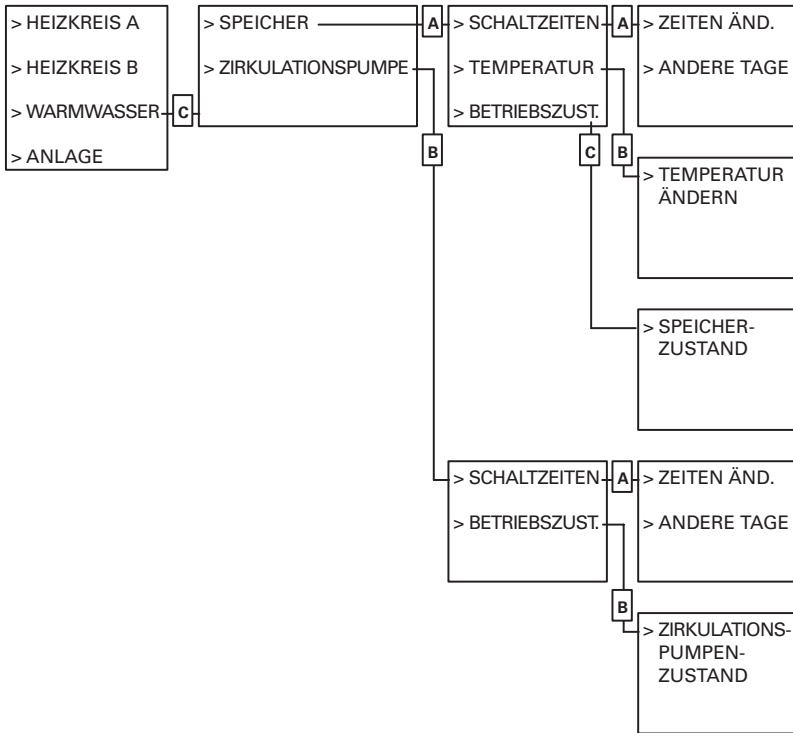 > HEIZKREIS A
> HEIZKREIS B
> WARMWASSER
> ANLAGE
C
> SPEICHER
> ZIRKULATIONSPUMPE
A
B
> SCHALTZEITEN
> TEMPERATUR
> BETRIEBSZUST.
A
B
C
> ZEITEN ÄND.
> ANDERE TAGE
> TEMPERATUR
ÄNDERN
> SPEICHER-
ZUSTAND
> SCHALTZEITEN
> BETRIEBSZUST.
A
B
> ZEITEN ÄND.
> ANDERE TAGE
> ZIRKULATIONS-
PUMPEN-
ZUSTAND